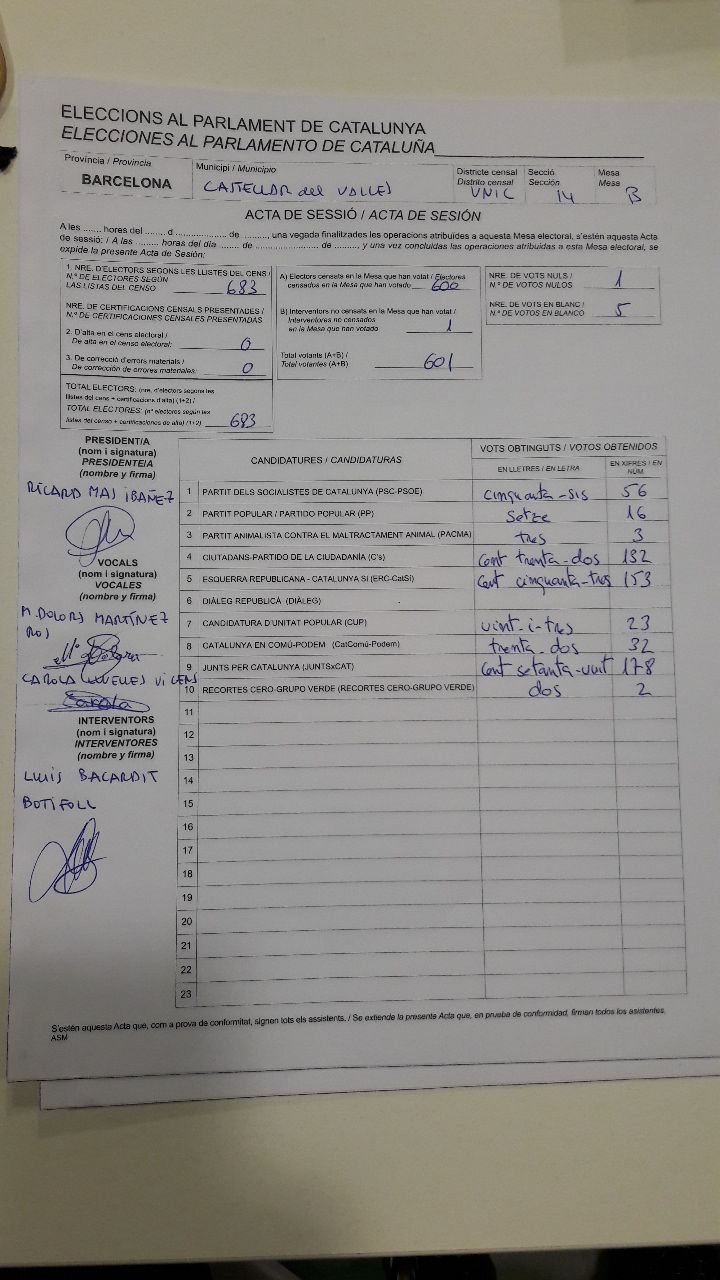 ELECCIONS AL PARLAMENT DE CATALUNYA
ELECCIONES AL PARLAMENTO DE CATALUÑA
Província / Provincia
BARCELONA
Municipi / Municipio
CASTELLAR del VALLES
Districte censal
Distrito censal
UNIC
Secció
Sección
14
Mesa
Mesa
B
ACTA DE SESSIÓ / ACTA DE SESIÓN
A les ........ hores del ...... d .................... de .........., una vegada finalitzades les operacions atribuïdes a aquesta Mesa electoral, s'estén aquesta Acta
de sessió: / A las ......... horas del día ....... de ......................... de ........., y una vez concluidas las operaciones atribuidas a esta Mesa electoral, se
expide la presente Acta de Sesión:
1. NRE. D'ELECTORS SEGONS LES LLISTES DEL CENS /
N.º DE ELECTORES SEGÚN
LAS LISTAS DEL CENSO 683
NRE. DE CERTIFICACIONS CENSALS PRESENTADES /
N.º DE CERTIFICACIONES CENSALES PRESENTADAS
2. D'alta en el cens electoral /
De alta en el censo electoral: 0
3. De correcció d'errors materials /
De corrección de errores materiales: 0
TOTAL ELECTORS: (nre. d'electors segons les
llistes del cens + certificacions d'alta) (1+2) /
TOTAL ELECTORES: (nº electores según las
listas del censo + certificaciones de alta) (1+2) 683
A) Electors censats en la Mesa que han votat / Electores
censados en la Mesa que han votado 600
B) Interventors no censats en la Mesa que han votat /
Interventores no censados
en la Mesa que han votado 1
Total votants (A+B) /
Total votantes (A+B) 601
NRE. DE VOTS NULS /
N.º DE VOTOS NULOS 1
NRE. DE VOTS EN BLANC /
N.º DE VOTOS EN BLANCO 5
PRESIDENT/A
(nom i signatura)
PRESIDENTE/A
(nombre y firma)
RICARD MAS IBAÑEZ
VOCALS
(nom i signatura)
VOCALES
(nombre y firma)
M. DOLORS MARTÍNEZ
ROS
CAROLA VICENS
Carola
INTERVENTORS
(nom i signatura)
INTERVENTORES
(nombre y firma)
LLUIS BACARDIT
BOTIFOLL
CANDIDATURES / CANDIDATURAS
VOTS OBTINGUTS / VOTOS OBTENIDOS
EN LLETRES / EN LETRA
EN XIFRES / EN
NUM.
1 PARTIT DELS SOCIALISTES DE CATALUNYA (PSC-PSOE) cinquanta-sis 56
2 PARTIT POPULAR / PARTIDO POPULAR (PP) Setze 16
3 PARTIT ANIMALISTA CONTRA EL MALTRACTAMENT ANIMAL (PACMA) tres 3
4 CIUTADANS-PARTIDO DE LA CIUDADANÍA (C's) Cent trenta-dos 132
5 ESQUERRA REPUBLICANA - CATALUNYA SÍ (ERC-CatSí) Cent cinquanta-tres 153
6 DIÀLEG REPUBLICÀ (DIÀLEG)
7 CANDIDATURA D'UNITAT POPULAR (CUP) vint-i-tres 23
8 CATALUNYA EN COMÚ-PODEM (CatComú-Podem) trenta-dos 32
9 JUNTS PER CATALUNYA (JUNTSxCAT) Cent setanta-vuit 178
10 RECORTES CERO-GRUPO VERDE (RECORTES CERO-GRUPO VERDE) dos 2
11
12
13
14
15
16
17
18
19
20
21
22
23
S'estén aquesta Acta que, com a prova de conformitat, signen tots els assistents. / Se extiende la presente Acta que, en prueba de conformidad, firman todos los asistentes.
ASM